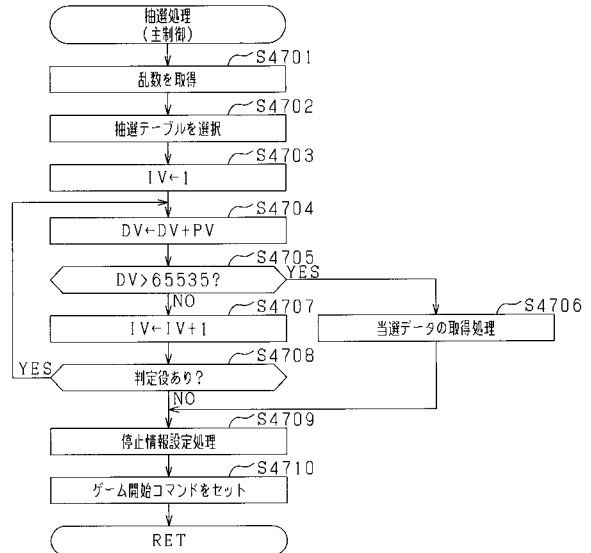 抽選処理
(主制御)
S4701
乱数を取得
S4702
抽選テーブルを選択
S4703
IV←1
S4704
DV←DV+PV
S4705
DV>65535?
YES
NO
S4707
IV←IV+1
S4706
当選データの取得処理
S4708
YES
判定役あり?
NO
S4709
停止情報設定処理
S4710
ゲーム開始コマンドをセット
RET